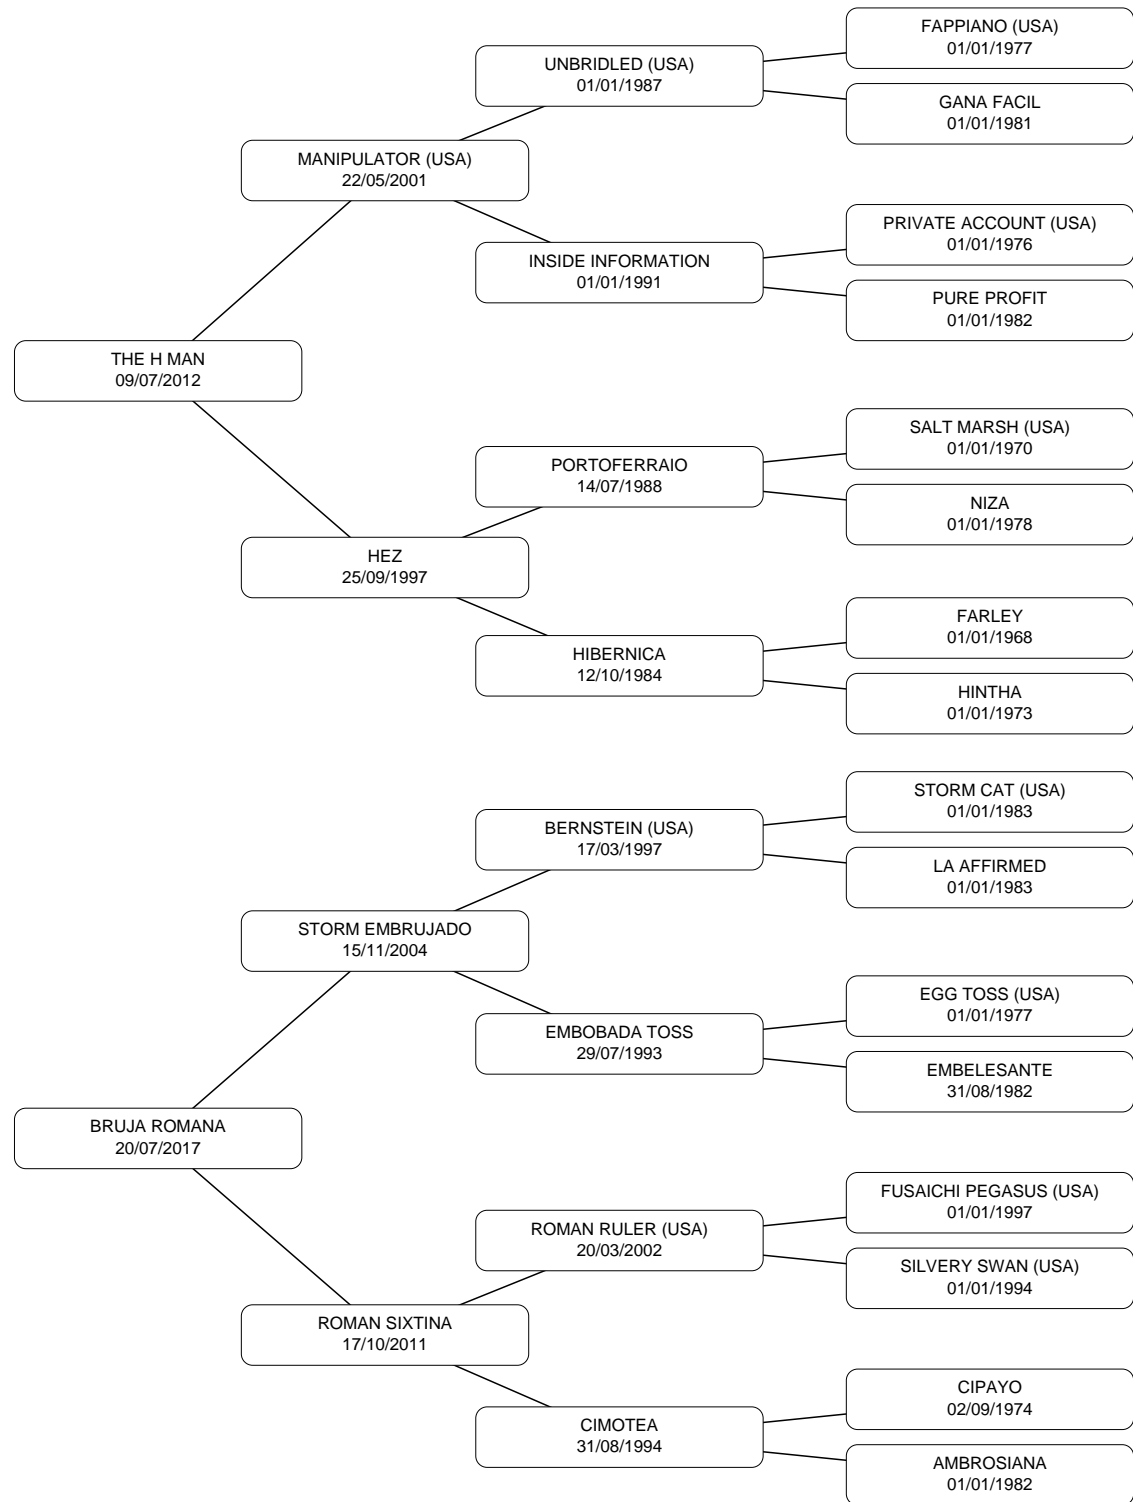 FAPPIANO (USA)
01/01/1977
UNBRIDLED (USA)
01/01/1987
GANA FACIL
01/01/1981
MANIPULATOR (USA)
22/05/2001
PRIVATE ACCOUNT (USA)
01/01/1976
INSIDE INFORMATION
01/01/1991
PURE PROFIT
01/01/1982
THE H MAN
09/07/2012
SALT MARSH (USA)
01/01/1970
PORTOFERRAIO
14/07/1988
NIZA
01/01/1978
HEZ
25/09/1997
FARLEY
01/01/1968
HIBERNICA
12/10/1984
HINTHA
01/01/1973
STORM CAT (USA)
01/01/1983
BERNSTEIN (USA)
17/03/1997
LA AFFIRMED
01/01/1983
STORM EMBRUJADO
15/11/2004
EGG TOSS (USA)
01/01/1977
EMBOBADA TOSS
29/07/1993
EMBELESANTE
31/08/1982
BRUJA ROMANA
20/07/2017
FUSAICHI PEGASUS (USA)
01/01/1997
ROMAN RULER (USA)
20/03/2002
SILVERY SWAN (USA)
01/01/1994
ROMAN SIXTINA
17/10/2011
CIPAYO
02/09/1974
CIMOTEA
31/08/1994
AMBROSIANA
01/01/1982